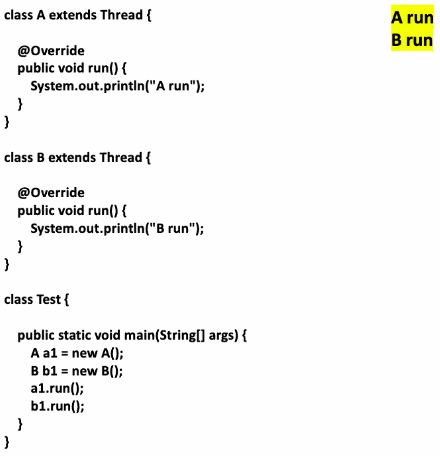 class A extends Thread {
@Override
public void run() {
System.out.println("A run");
}
}
class B extends Thread {
@Override
public void run() {
System.out.println("B run");
}
}
class Test {
public static void main(String[] args) {
A a1 = new A();
B b1 = new B();
a1.run();
b1.run();
}
}
A run
B run